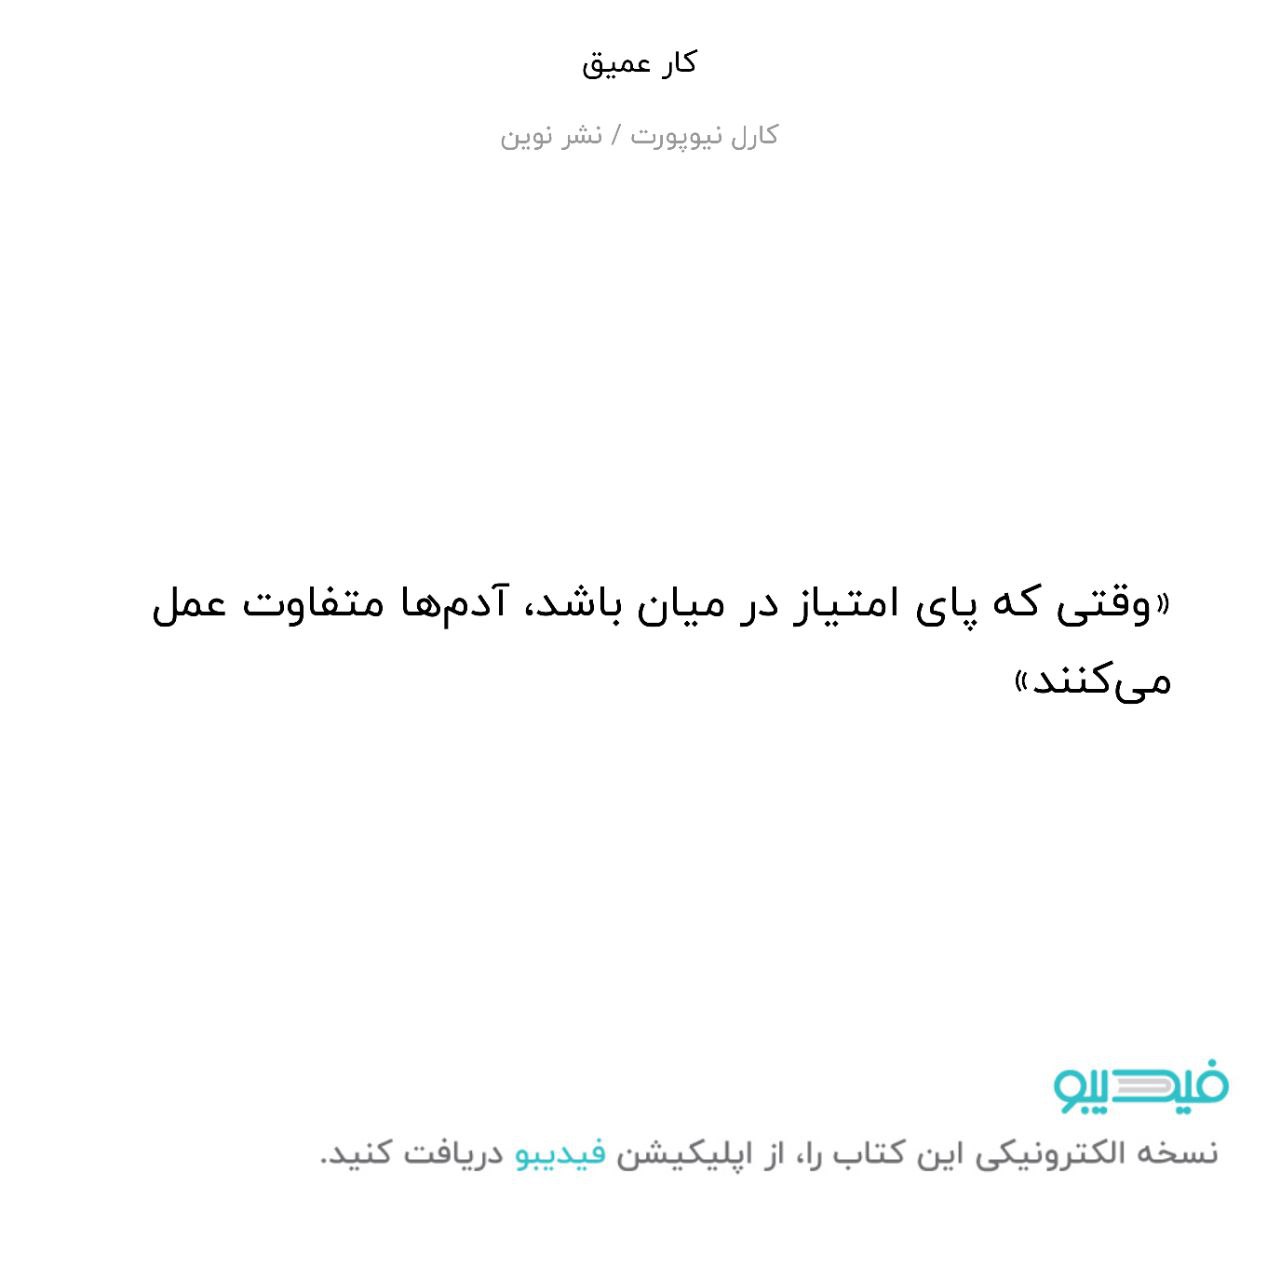 کار عمیق
کارل نیوپورت / نشر نوین
«وقتی که پای امتیاز در میان باشد، آدم‌ها متفاوت عمل
می‌کنند»
فیدیبو
نسخه الکترونیکی این کتاب را، از اپلیکیشن فیدیبو دریافت کنید.